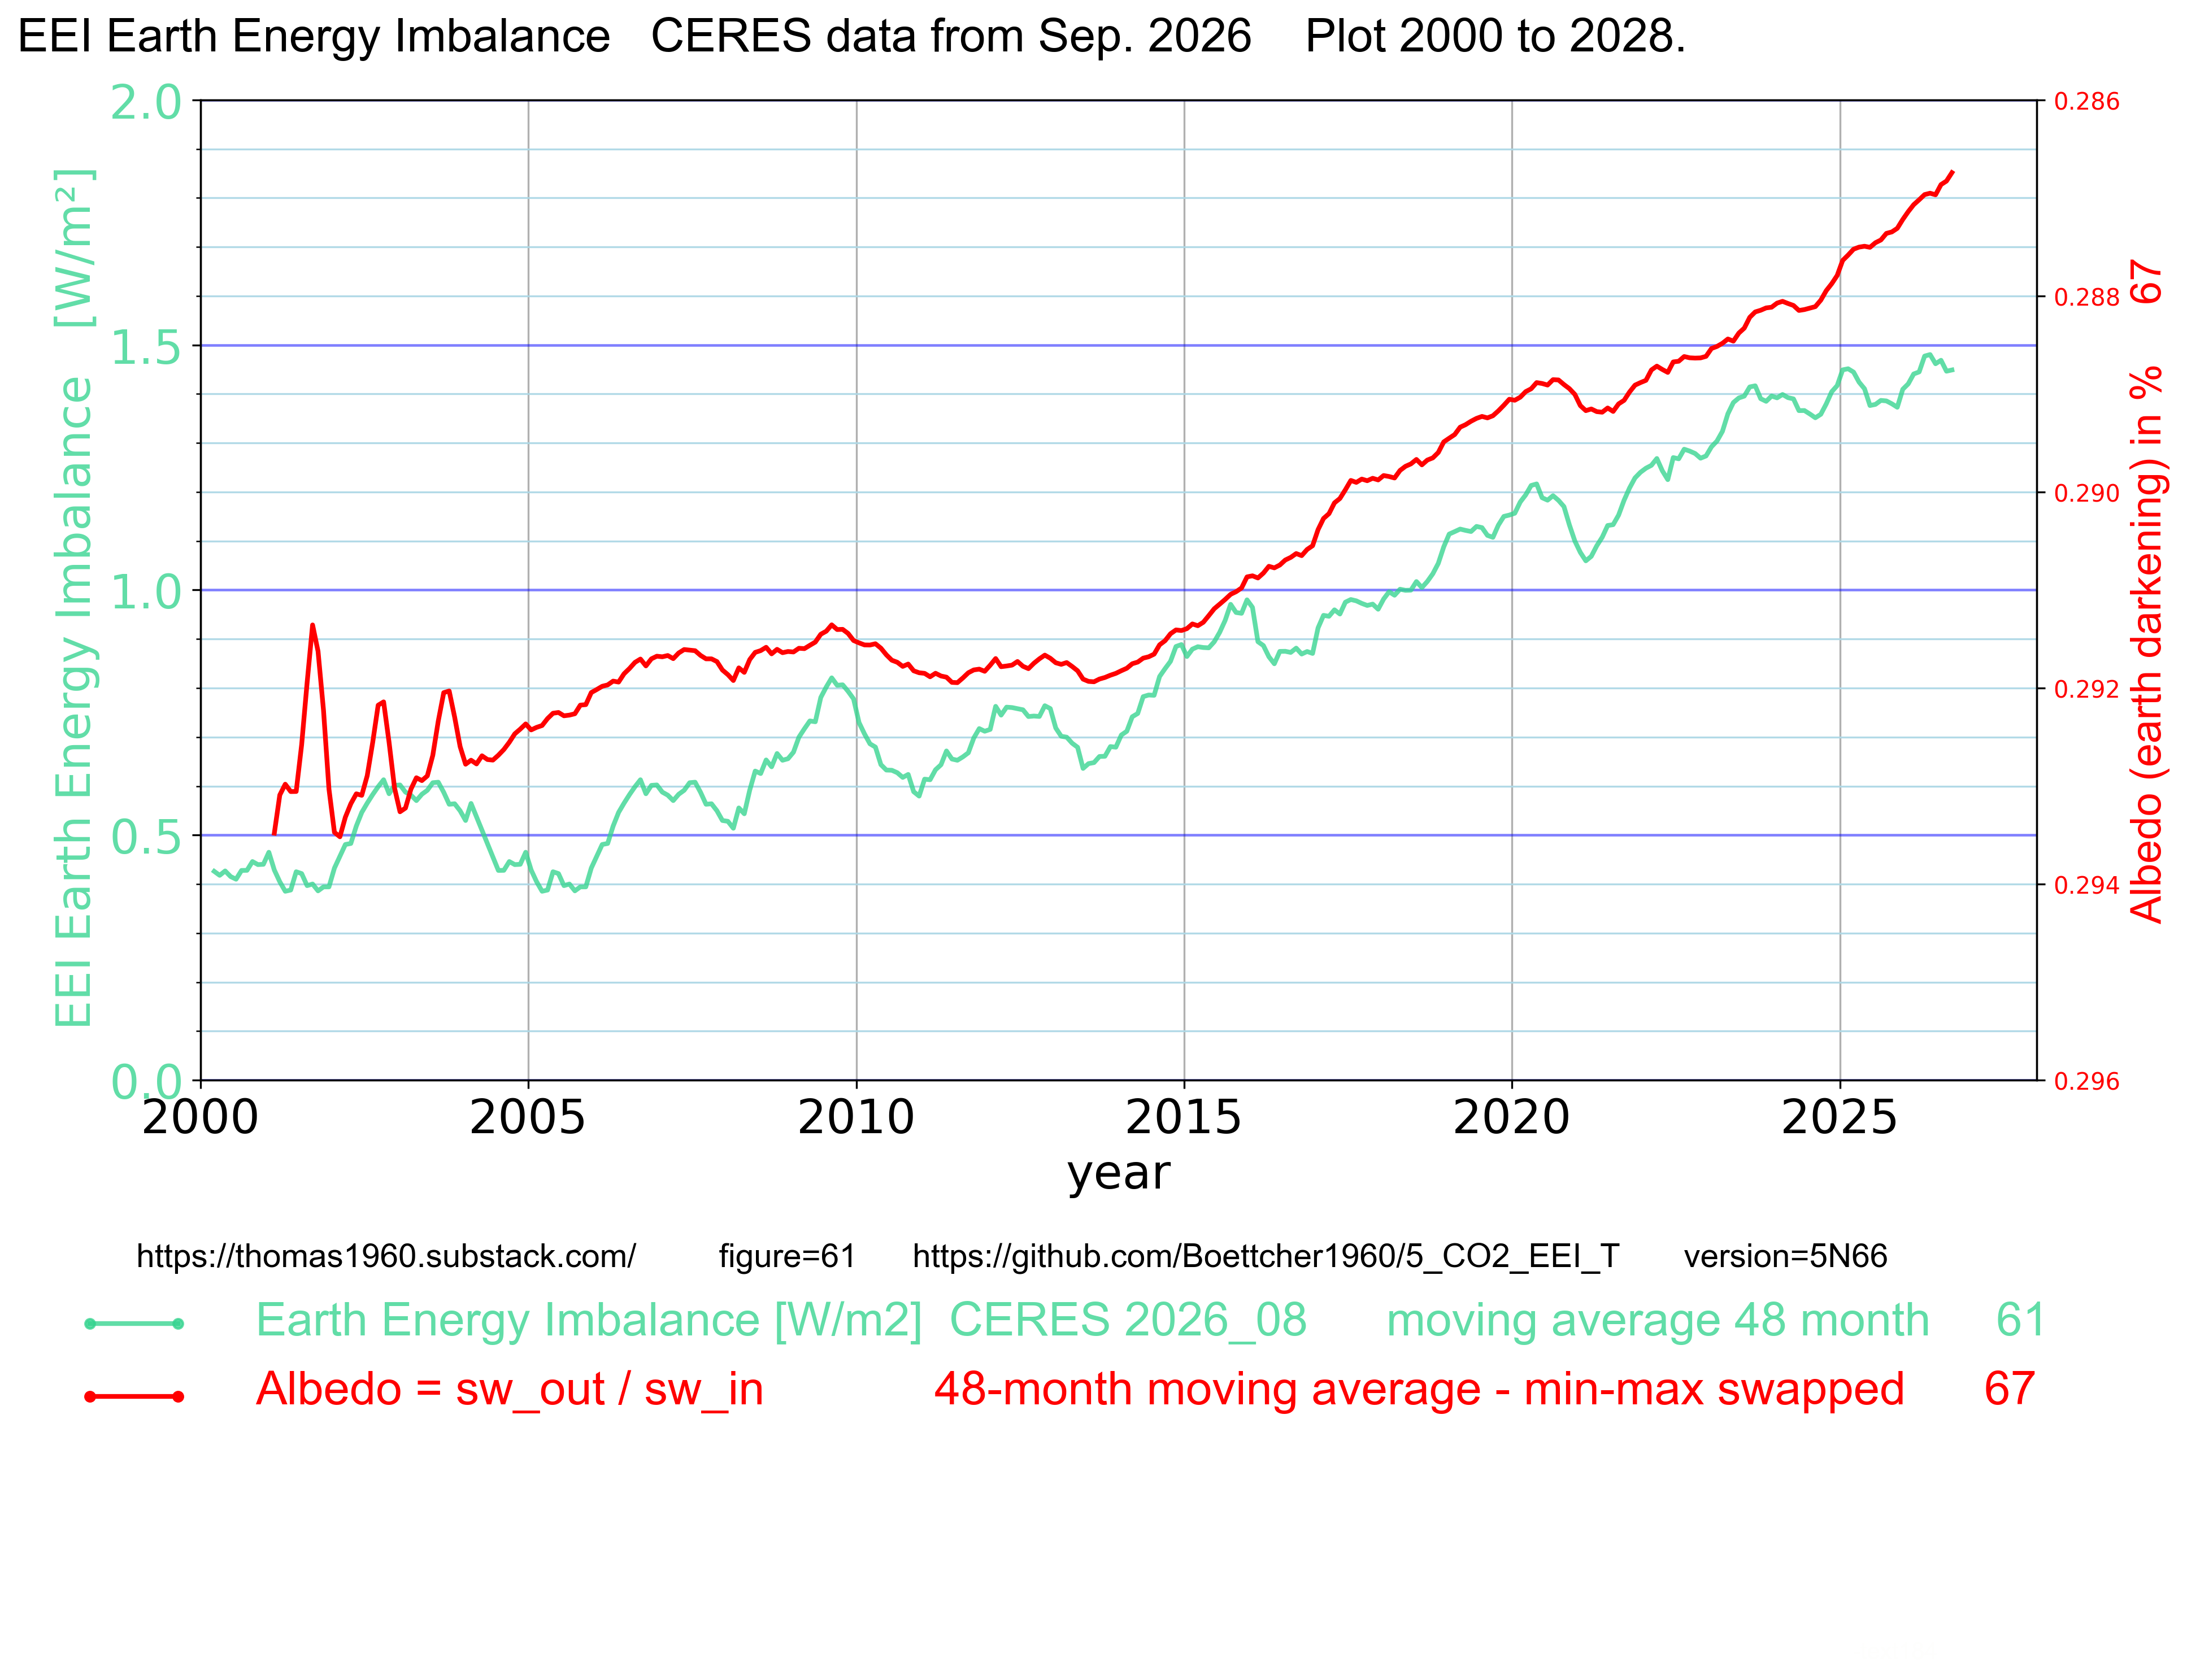 EEI Earth Energy Imbalance CERES data from Sep. 2026 Plot 2000 to 2028.
EEI Earth Energy Imbalance [W/m²]
2.0
1.5
1.0
0.5
0.0
0.286
0.288
0.290
0.292
0.294
0.296
Albedo (earth darkening) in % 67
2000 2005 2010 2015 2020 2025
year
https://thomas1960.substack.com/ figure=61 https://github.com/Boettcher1960/5_CO2_EEI_T version=5N66
Earth Energy Imbalance [W/m2] CERES 2026_08 moving average 48 month 61
Albedo = sw_out / sw_in 48-month moving average - min-max swapped 67